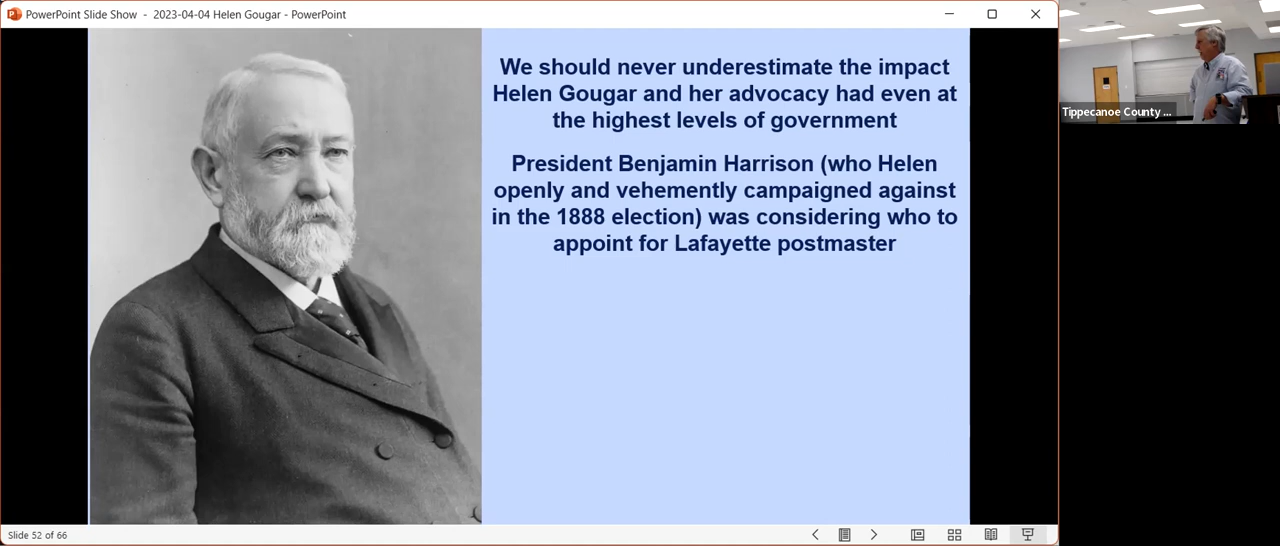 PowerPoint Slide Show - 2023-04-04 Helen Gougar - PowerPoint
We should never underestimate the impact
Helen Gougar and her advocacy had even at
the highest levels of government
President Benjamin Harrison (who Helen
openly and vehemently campaigned against
in the 1888 election) was considering who to
appoint for Lafayette postmaster
Tippecanoe County ...
Slide 52 of 66